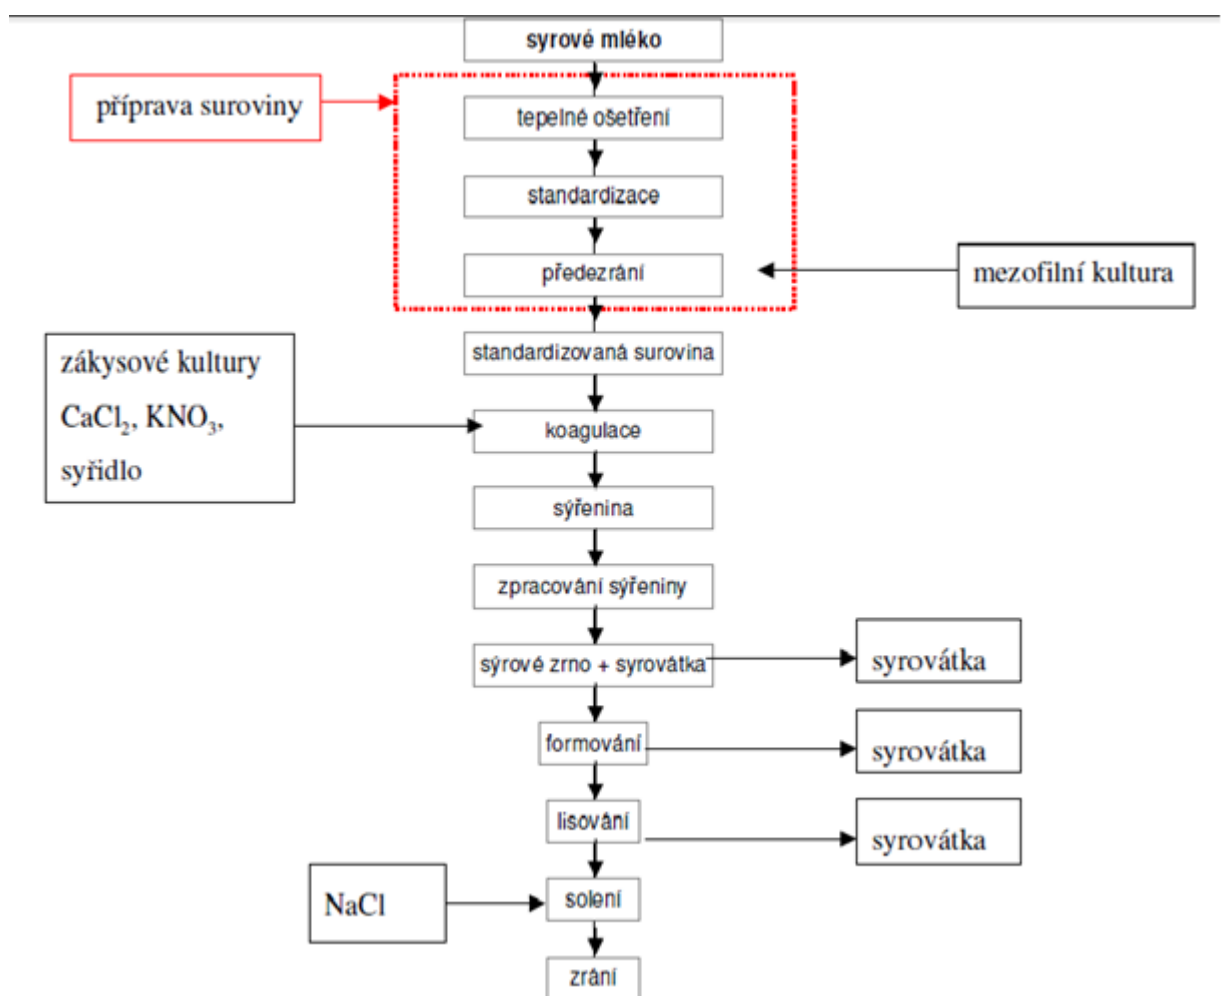 syrové mléko
příprava suroviny
tepelné ošetření
standardizace
předezrání
mezofilní kultura
standardizovaná surovina
zákysové kultury
CaCl₂, KNO₃,
syřidlo
koagulace
sýřenina
zpracování sýřeniny
sýrové zrno + syrovátka
syrovátka
formování
syrovátka
lisování
syrovátka
NaCl
solení
zrání